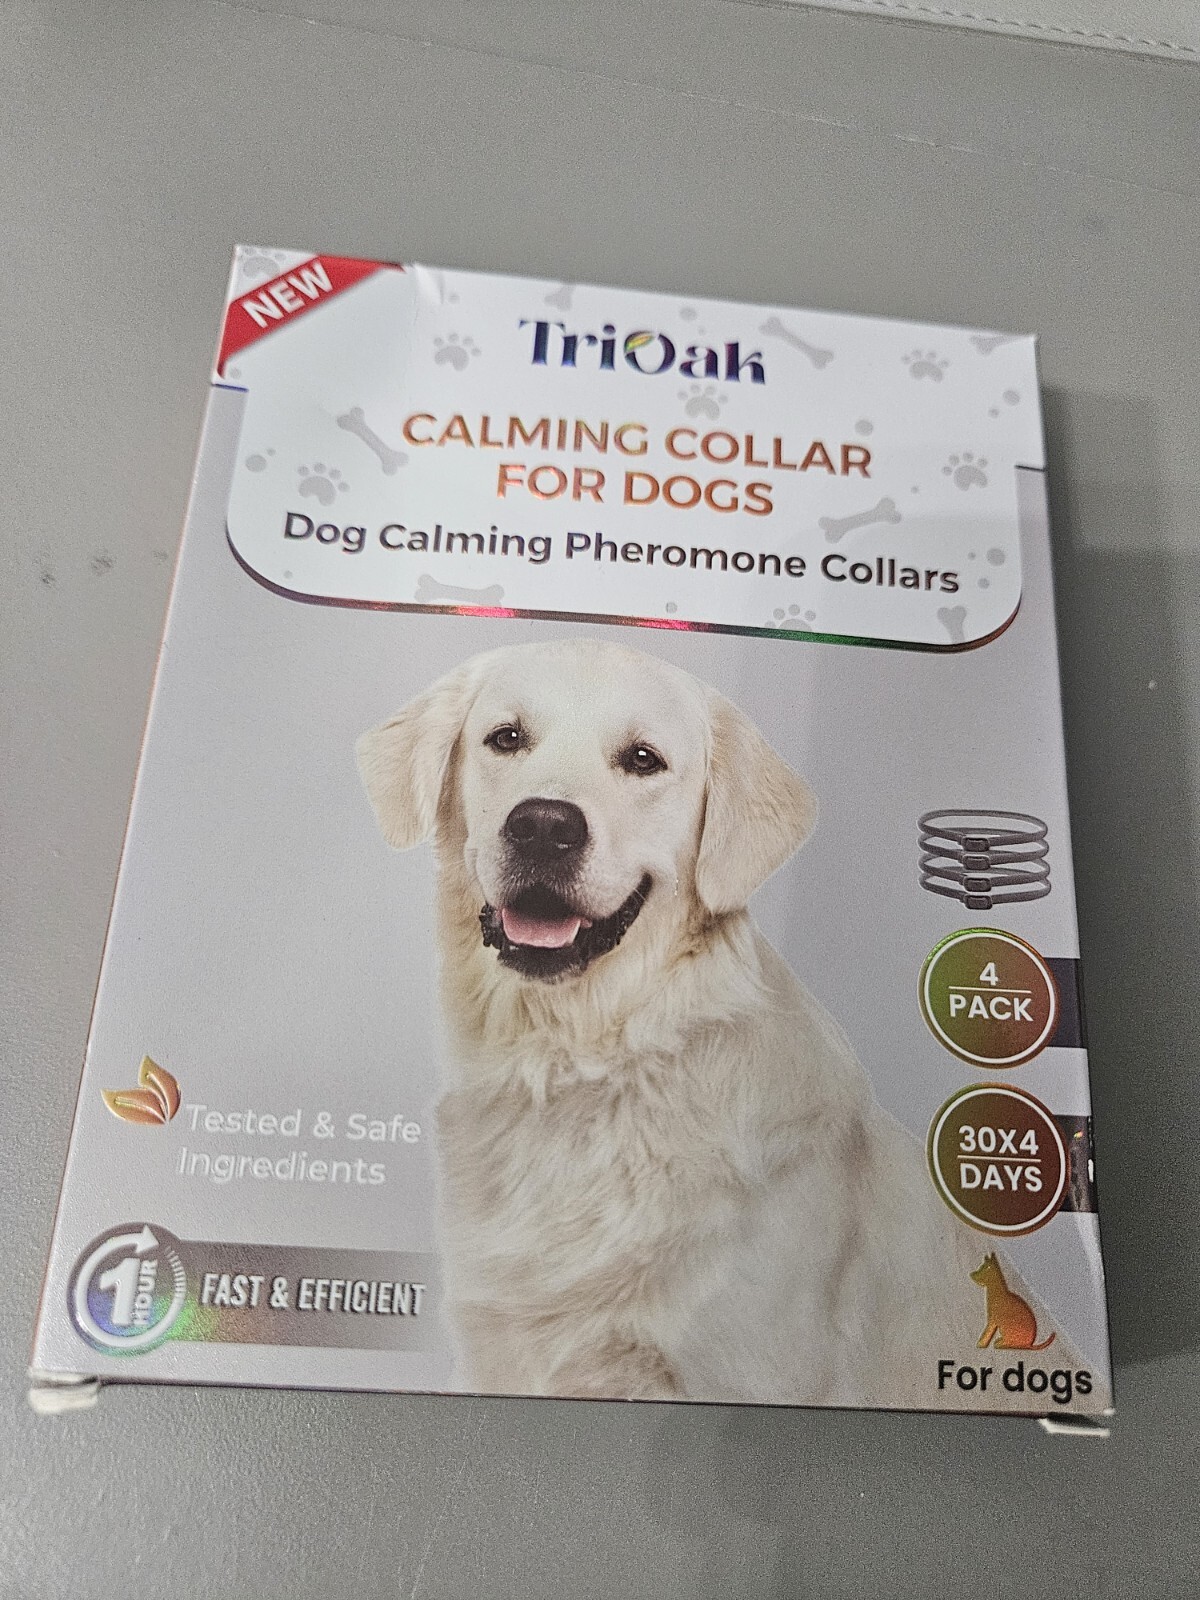 NEW
TriOak
CALMING COLLAR
FOR DOGS
Dog Calming Pheromone Collars
4
PACK
30X4
DAYS
Tested & Safe
Ingredients
1 HOUR
FAST & EFFICIENT
For dogs